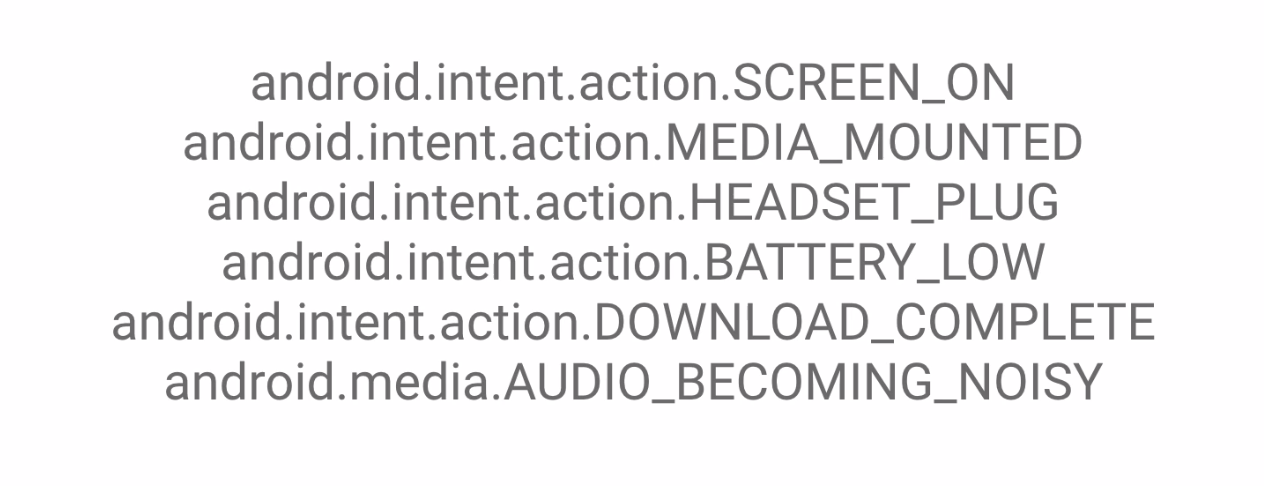 android.intent.action.SCREEN_ON
android.intent.action.MEDIA_MOUNTED
android.intent.action.HEADSET_PLUG
android.intent.action.BATTERY_LOW
android.intent.action.DOWNLOAD_COMPLETE
android.media.AUDIO_BECOMING_NOISY